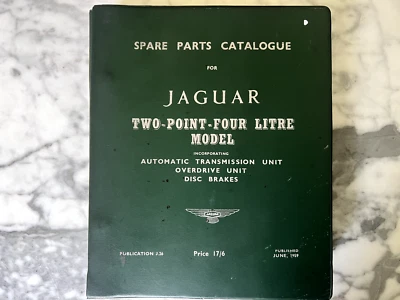 SPARE PARTS CATALOGUE
FOR
JAGUAR
TWO-POINT-FOUR LITRE
MODEL
INCORPORATING
AUTOMATIC TRANSMISSION UNIT
OVERDRIVE UNIT
DISC BRAKES
JAGUAR
PUBLICATION J.26
Price 17/6
PUBLISHED
JUNE, 1959